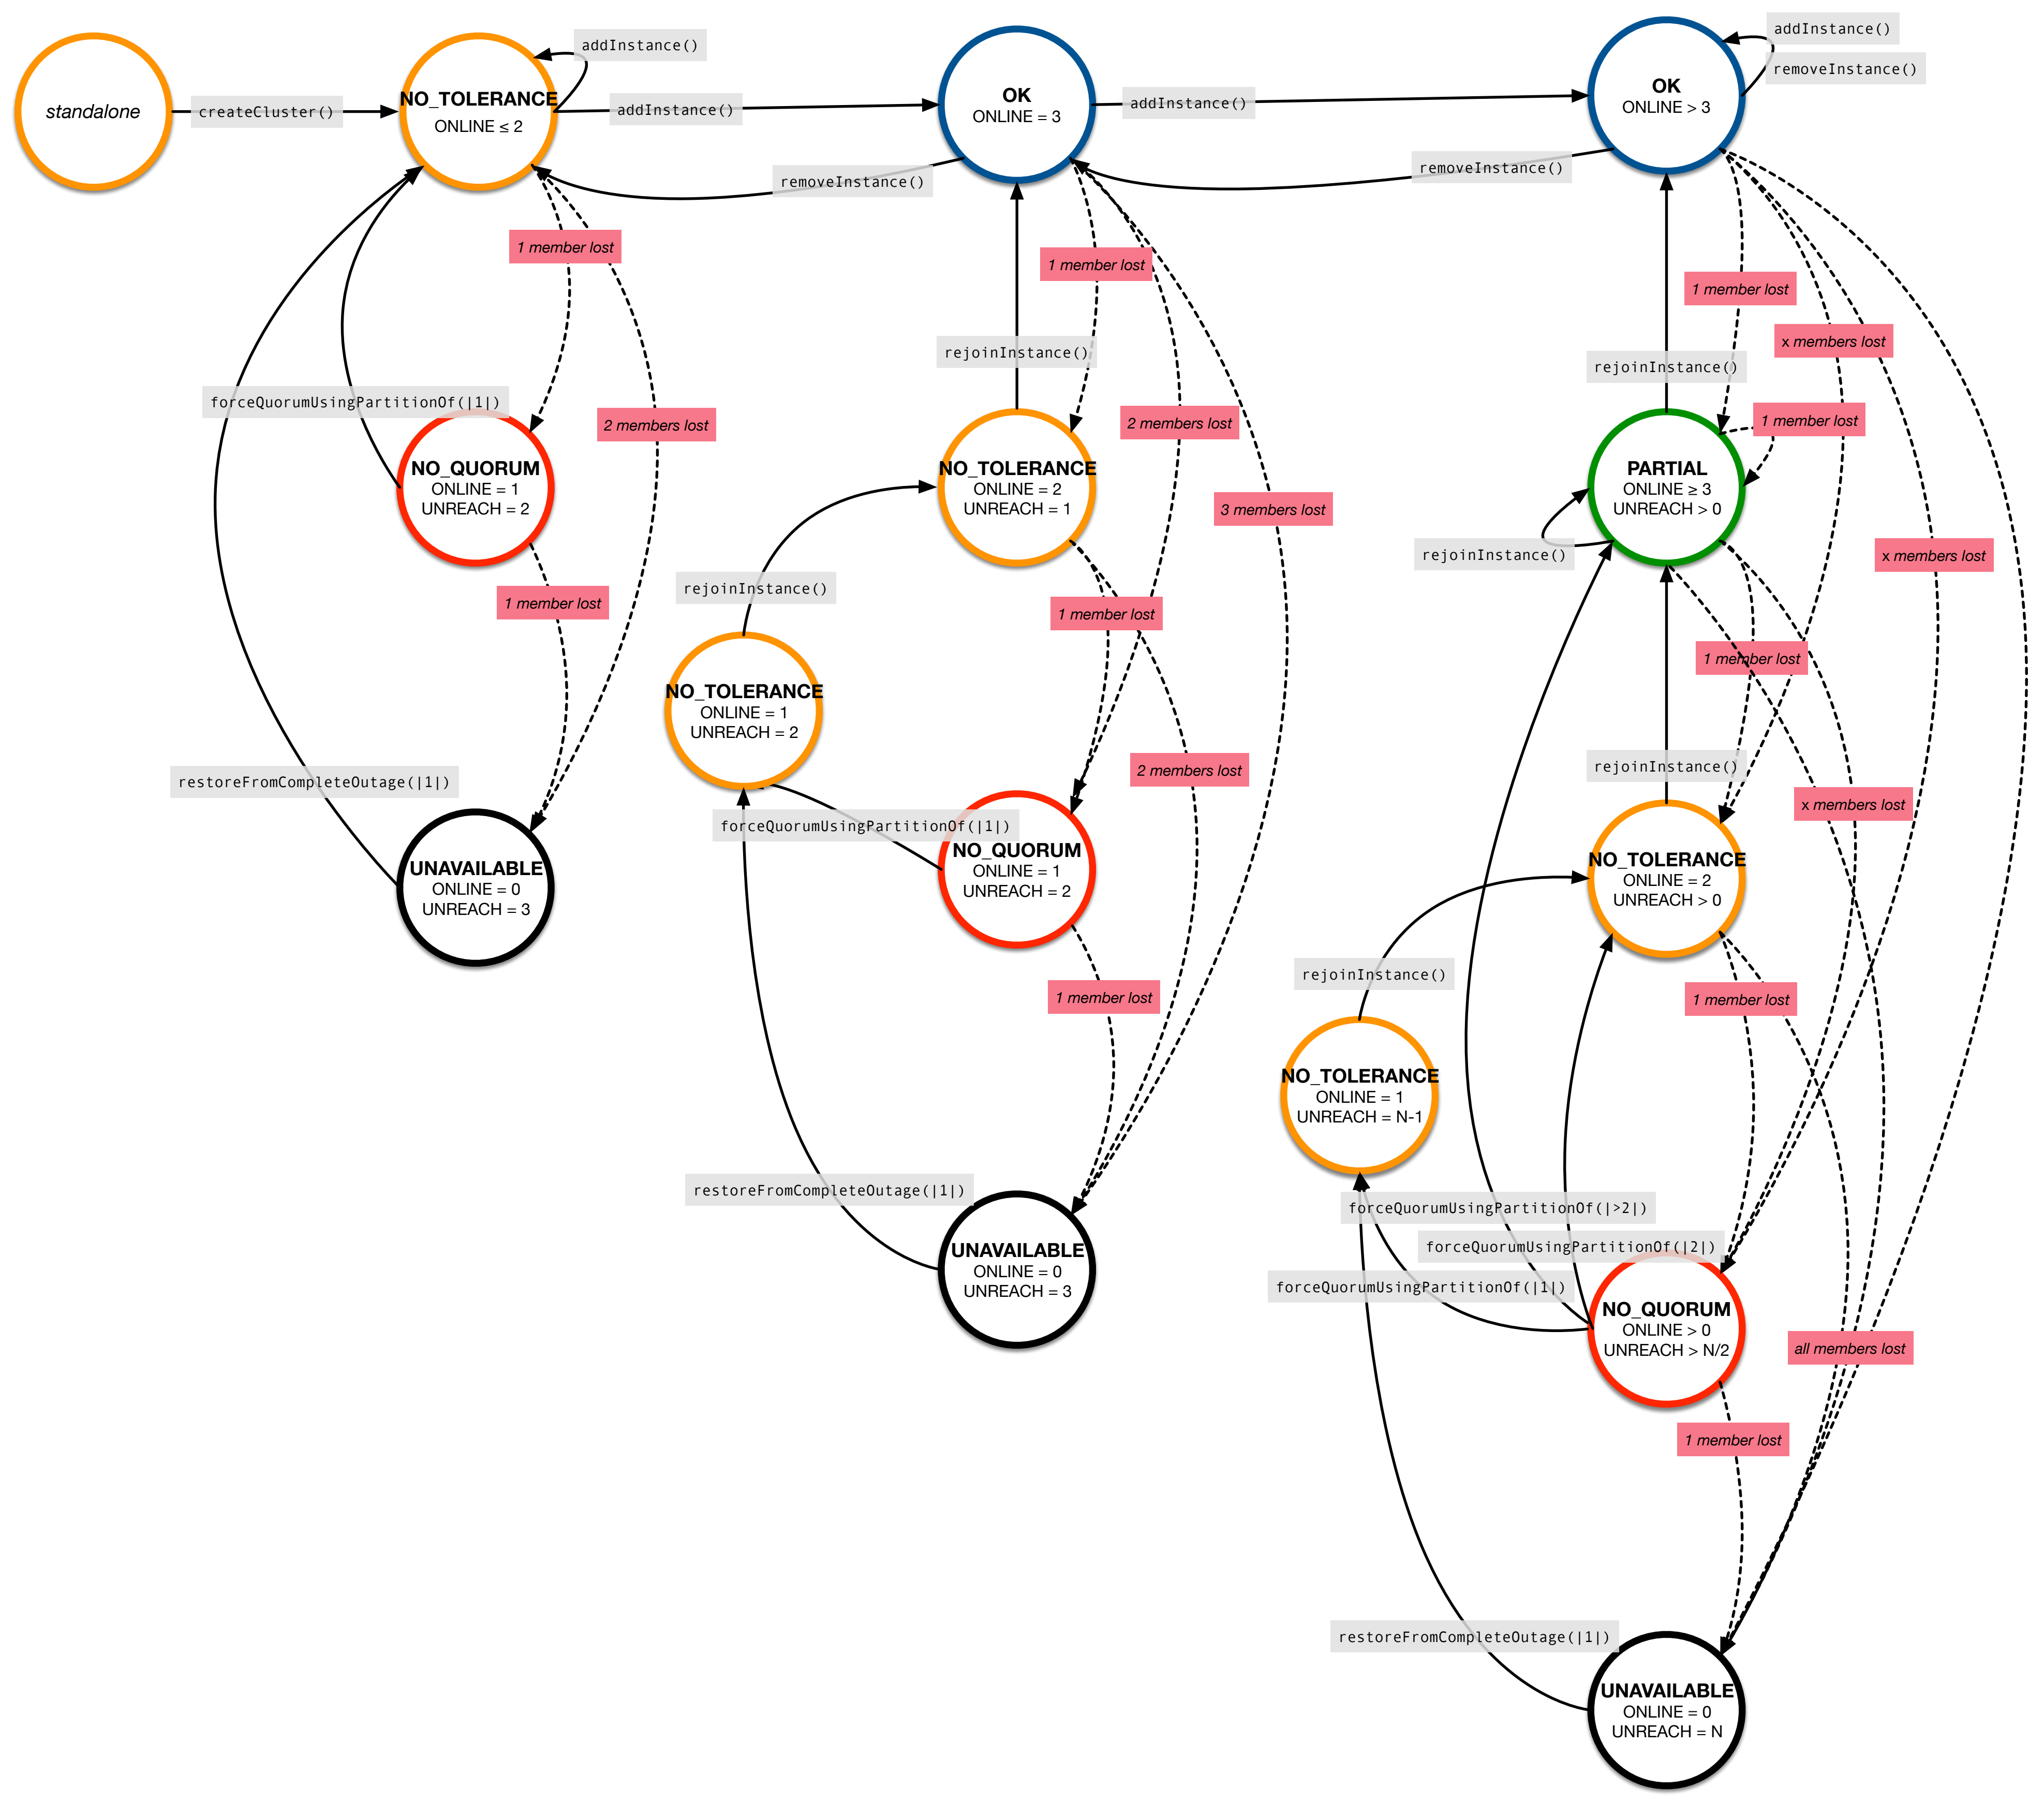 standalone
createCluster()
NO_TOLERANCE
ONLINE ≤ 2
addInstance()
addInstance()
OK
ONLINE = 3
addInstance()
OK
ONLINE > 3
addInstance()
removeInstance()
removeInstance()
removeInstance()
1 member lost
forceQuorumUsingPartitionOf(|1|)
2 members lost
NO_QUORUM
ONLINE = 1
UNREACH = 2
1 member lost
restoreFromCompleteOutage(|1|)
UNAVAILABLE
ONLINE = 0
UNREACH = 3
1 member lost
rejoinInstance()
2 members lost
NO_TOLERANCE
ONLINE = 2
UNREACH = 1
3 members lost
rejoinInstance()
1 member lost
NO_TOLERANCE
ONLINE = 1
UNREACH = 2
2 members lost
forceQuorumUsingPartitionOf(|1|)
NO_QUORUM
ONLINE = 1
UNREACH = 2
1 member lost
restoreFromCompleteOutage(|1|)
UNAVAILABLE
ONLINE = 0
UNREACH = 3
1 member lost
x members lost
rejoinInstance()
1 member lost
PARTIAL
ONLINE ≥ 3
UNREACH > 0
rejoinInstance()
x members lost
1 member lost
rejoinInstance()
x members lost
NO_TOLERANCE
ONLINE = 2
UNREACH > 0
rejoinInstance()
1 member lost
NO_TOLERANCE
ONLINE = 1
UNREACH = N-1
forceQuorumUsingPartitionOf(|>2|)
forceQuorumUsingPartitionOf(|2|)
forceQuorumUsingPartitionOf(|1|)
NO_QUORUM
ONLINE > 0
UNREACH > N/2
all members lost
1 member lost
restoreFromCompleteOutage(|1|)
UNAVAILABLE
ONLINE = 0
UNREACH = N